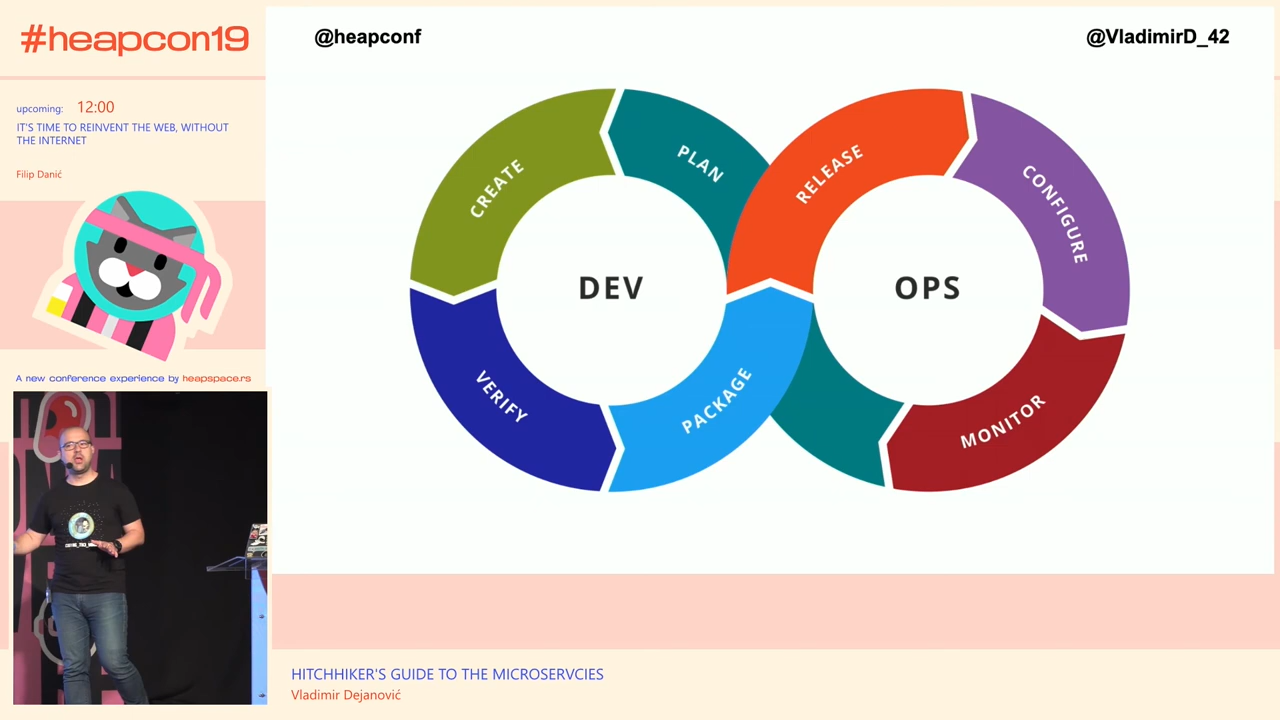 #heapcon19
upcoming: 12:00
IT'S TIME TO REINVENT THE WEB, WITHOUT
THE INTERNET
Filip Danić
A new conference experience by heapspace.rs
@heapconf
@VladimirD_42
CREATE
PLAN
RELEASE
CONFIGURE
DEV
OPS
VERIFY
PACKAGE
MONITOR
HITCHHIKER'S GUIDE TO THE MICROSERVCIES
Vladimir Dejanović